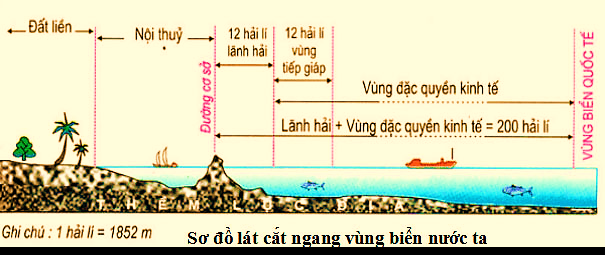 Đất liền
Nội thuỷ
12 hải lí
lãnh hải
12 hải lí
vùng
tiếp giáp
Đường cơ sở
Vùng đặc quyền kinh tế
Lãnh hải + Vùng đặc quyền kinh tế = 200 hải lí
VÙNG BIỂN QUỐC TẾ
THỀM LỤC ĐỊA
Ghi chú : 1 hải lí = 1852 m
Sơ đồ lát cắt ngang vùng biển nước ta